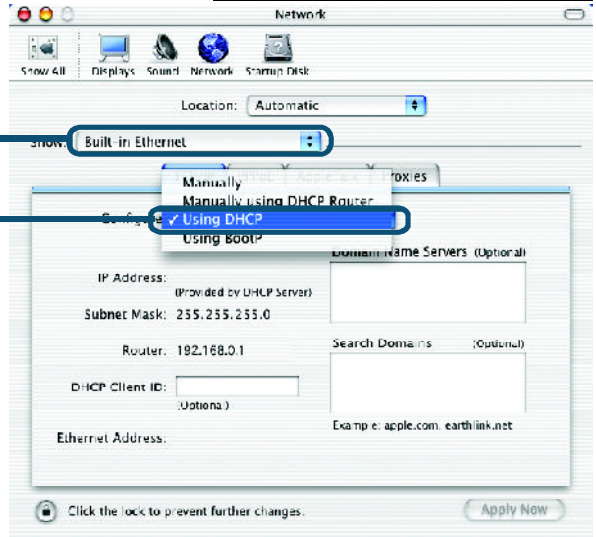 Network
Show All Displays Sound Network Startup Disk
Location: Automatic
Show: Built-in Ethernet
Proxies
Manually
Manually using DHCP Router
✓ Using DHCP
Using BootP
Domain Name Servers (Optional)
IP Address:
(Provided by DHCP Server)
Subnet Mask: 255.255.255.0
Router: 192.168.0.1
Search Domains (Optional)
DHCP Client ID:
(Optional)
Example: apple.com, earthlink.net
Ethernet Address:
Click the lock to prevent further changes.
Apply Now